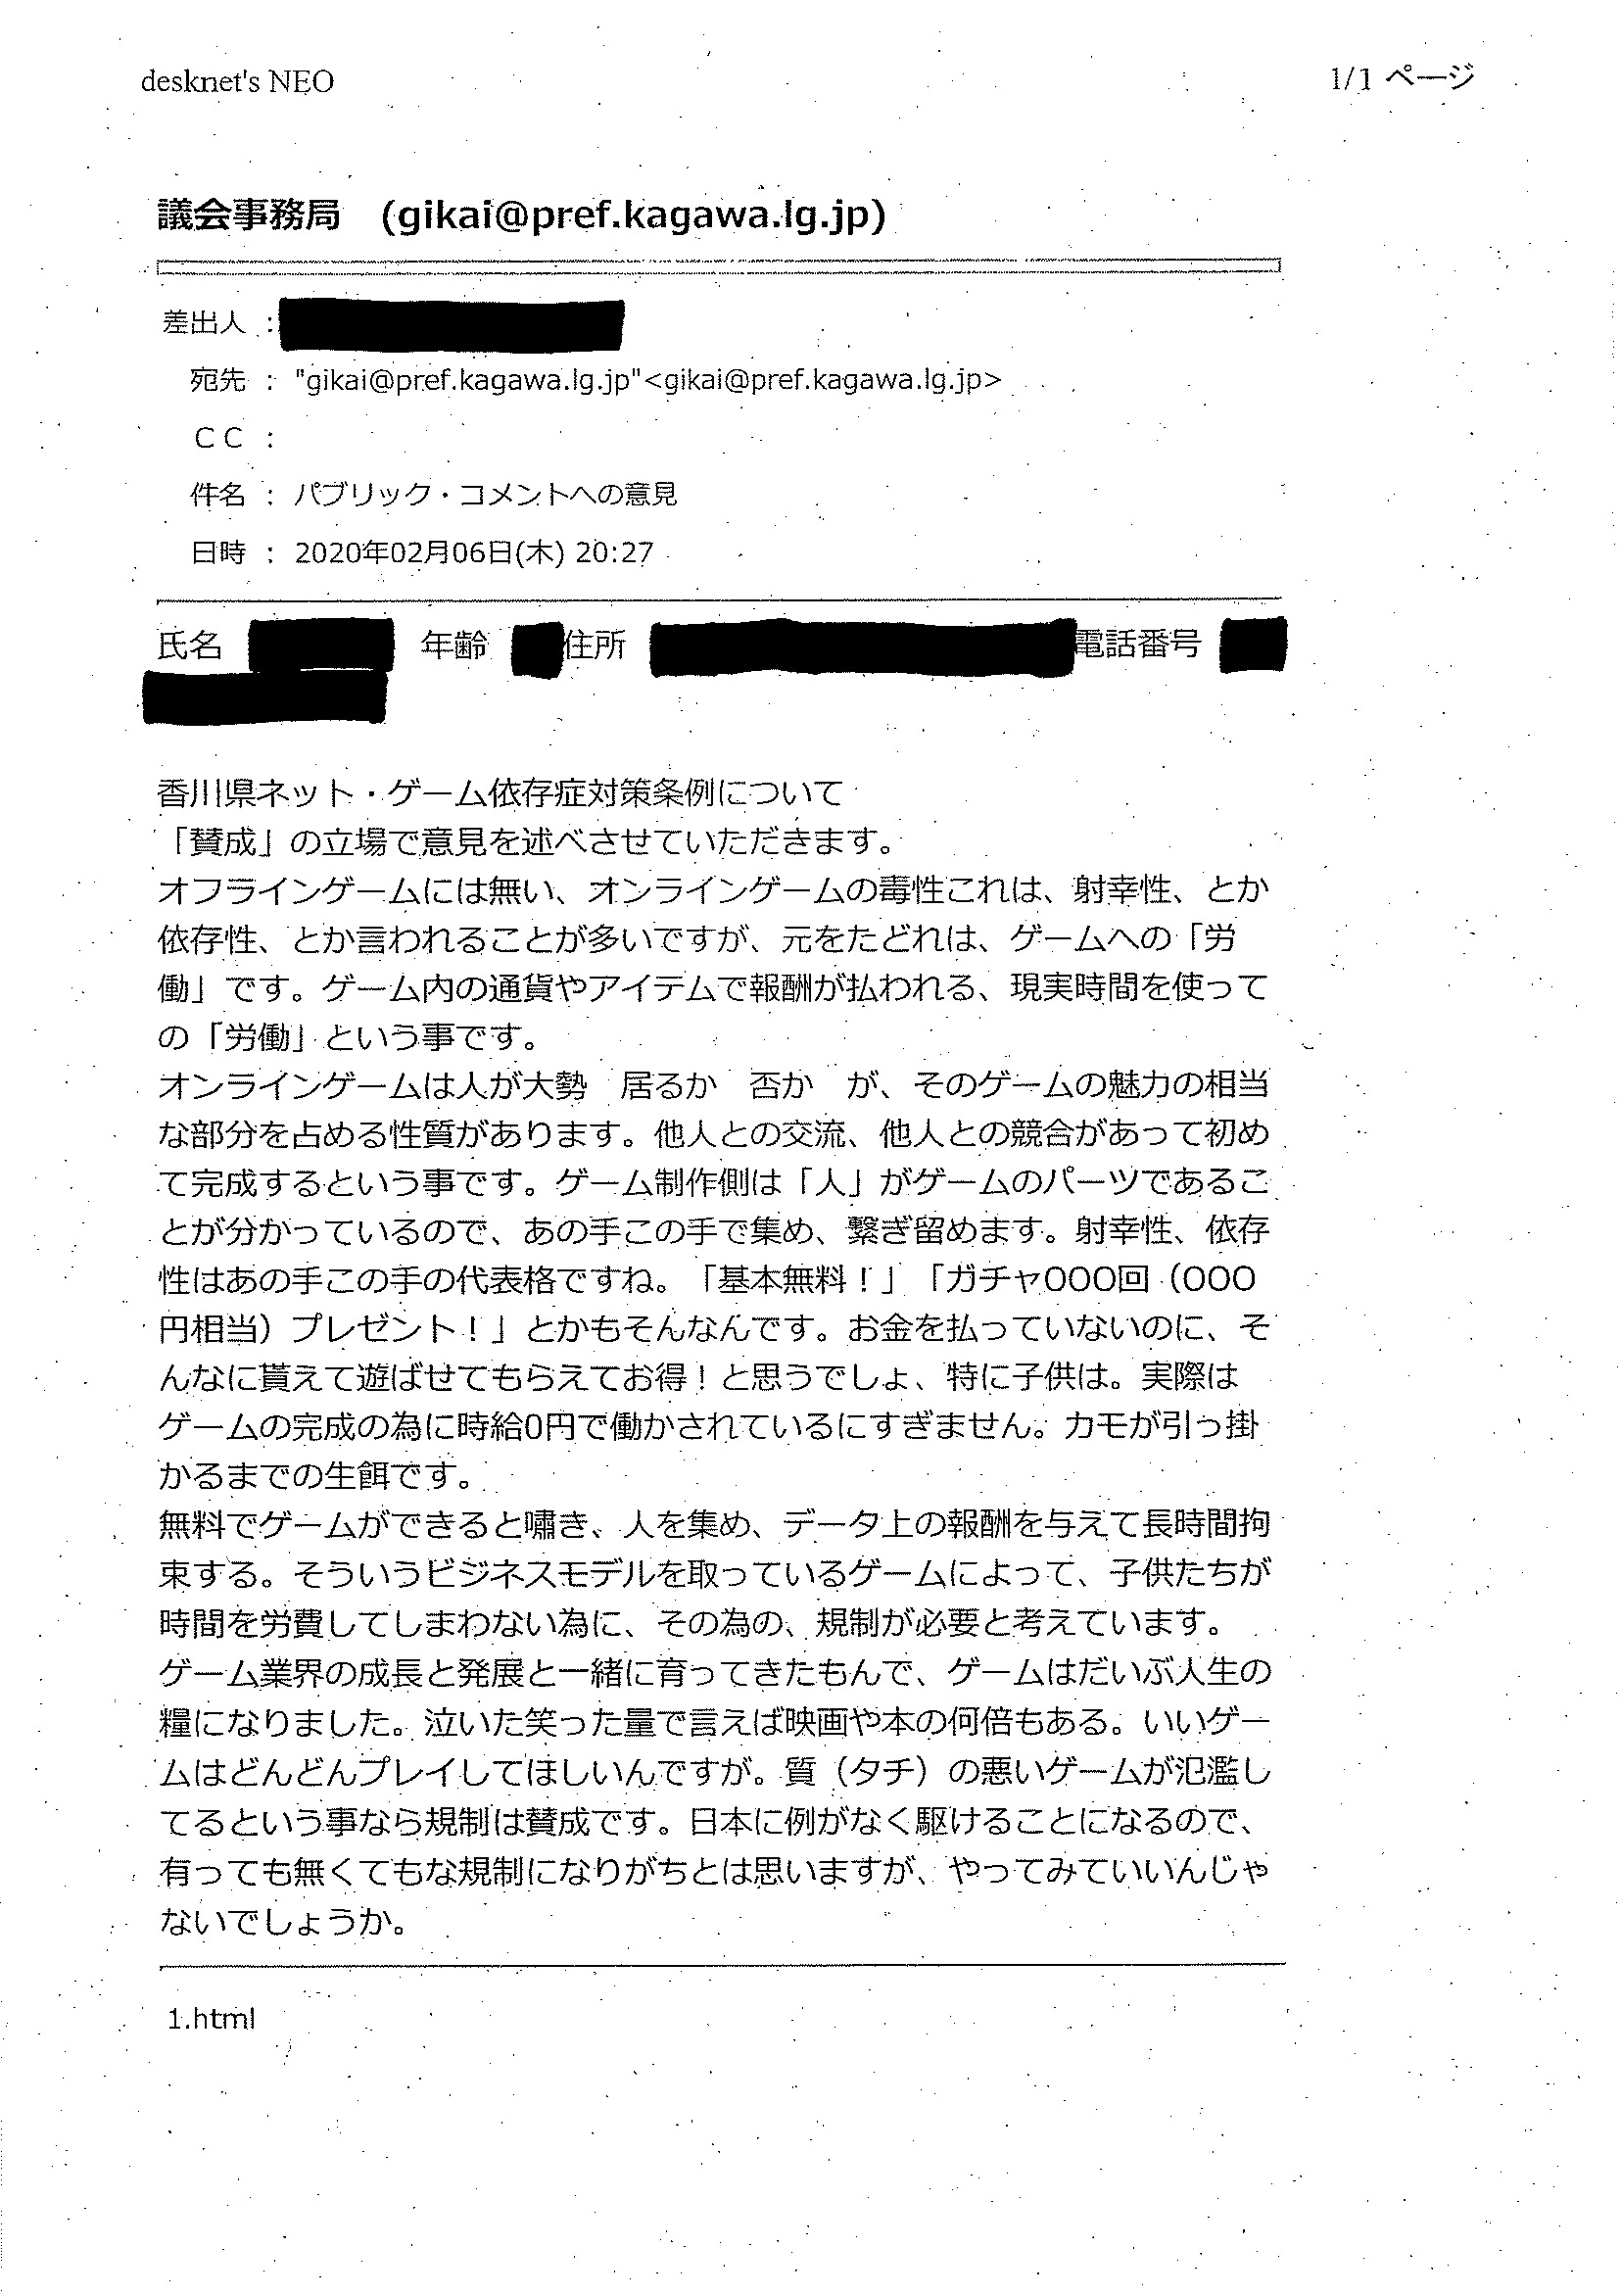 desknet's NEO
1/1 ページ
議会事務局　(gikai@pref.kagawa.lg.jp)
差出人 :
宛先 : "gikai@pref.kagawa.lg.jp"<gikai@pref.kagawa.lg.jp>
ＣＣ :
件名 : パブリック・コメントへの意見
日時 : 2020年02月06日(木) 20:27
氏名　年齢　住所　電話番号
香川県ネット・ゲーム依存症対策条例について
「賛成」の立場で意見を述べさせていただきます。
オフラインゲームには無い、オンラインゲームの毒性これは、射幸性、とか
依存性、とか言われることが多いですが、元をたどれは、ゲームへの「労
働」です。ゲーム内の通貨やアイテムで報酬が払われる、現実時間を使って
の「労働」という事です。
オンラインゲームは人が大勢　居るか　否か　が、そのゲームの魅力の相当
な部分を占める性質があります。他人との交流、他人との競合があって初め
て完成するという事です。ゲーム制作側は「人」がゲームのパーツであるこ
とが分かっているので、あの手この手で集め、繋ぎ留めます。射幸性、依存
性はあの手この手の代表格ですね。「基本無料！」「ガチャ〇〇〇回（〇〇〇
円相当）プレゼント！」とかもそんなんです。お金を払っていないのに、そ
んなに貰えて遊ばせてもらえてお得！と思うでしょ、特に子供は。実際は
ゲームの完成の為に時給0円で働かされているにすぎません。カモが引っ掛
かるまでの生餌です。
無料でゲームができると嘯き、人を集め、データ上の報酬を与えて長時間拘
束する。そういうビジネスモデルを取っているゲームによって、子供たちが
時間を労費してしまわない為に、その為の、規制が必要と考えています。
ゲーム業界の成長と発展と一緒に育ってきたもんで、ゲームはだいぶ人生の
糧になりました。泣いた笑った量で言えば映画や本の何倍もある。いいゲー
ムはどんどんプレイしてほしいんですが。質（タチ）の悪いゲームが氾濫し
てるという事なら規制は賛成です。日本に例がなく駆けることになるので、
有っても無くてもな規制になりがちとは思いますが、やってみていいんじゃ
ないでしょうか。
1.html